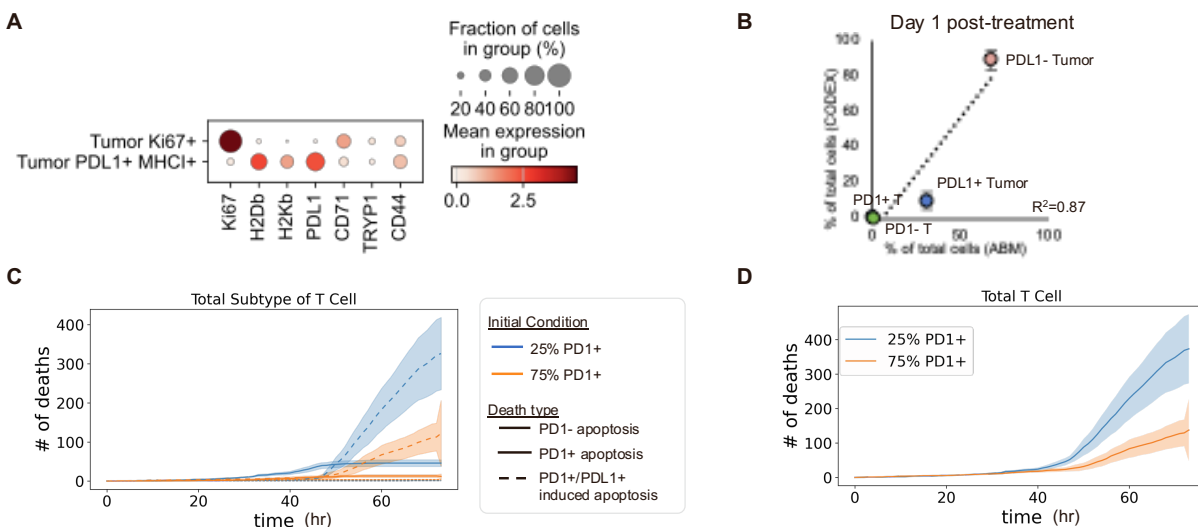 A
Fraction of cells
in group (%)
20 40 60 80100
Mean expression
in group
0.0 2.5
Tumor Ki67+
Tumor PDL1+ MHCI+
Ki67
H2Db
H2Kb
PDL1
CD71
TRYP1
CD44
B
Day 1 post-treatment
% of total cells (CODEX)
100
80
60
40
20
0
PDL1- Tumor
PDL1+ Tumor
PD1+ T
PD1- T
R²=0.87
0 50 100
% of total cells (ABM)
C
Total Subtype of T Cell
# of deaths
400
300
200
100
0
0 20 40 60
time (hr)
Initial Condition
25% PD1+
75% PD1+
Death type
PD1- apoptosis
PD1+ apoptosis
PD1+/PDL1+
induced apoptosis
D
Total T Cell
25% PD1+
75% PD1+
# of deaths
400
300
200
100
0
0 20 40 60
time (hr)